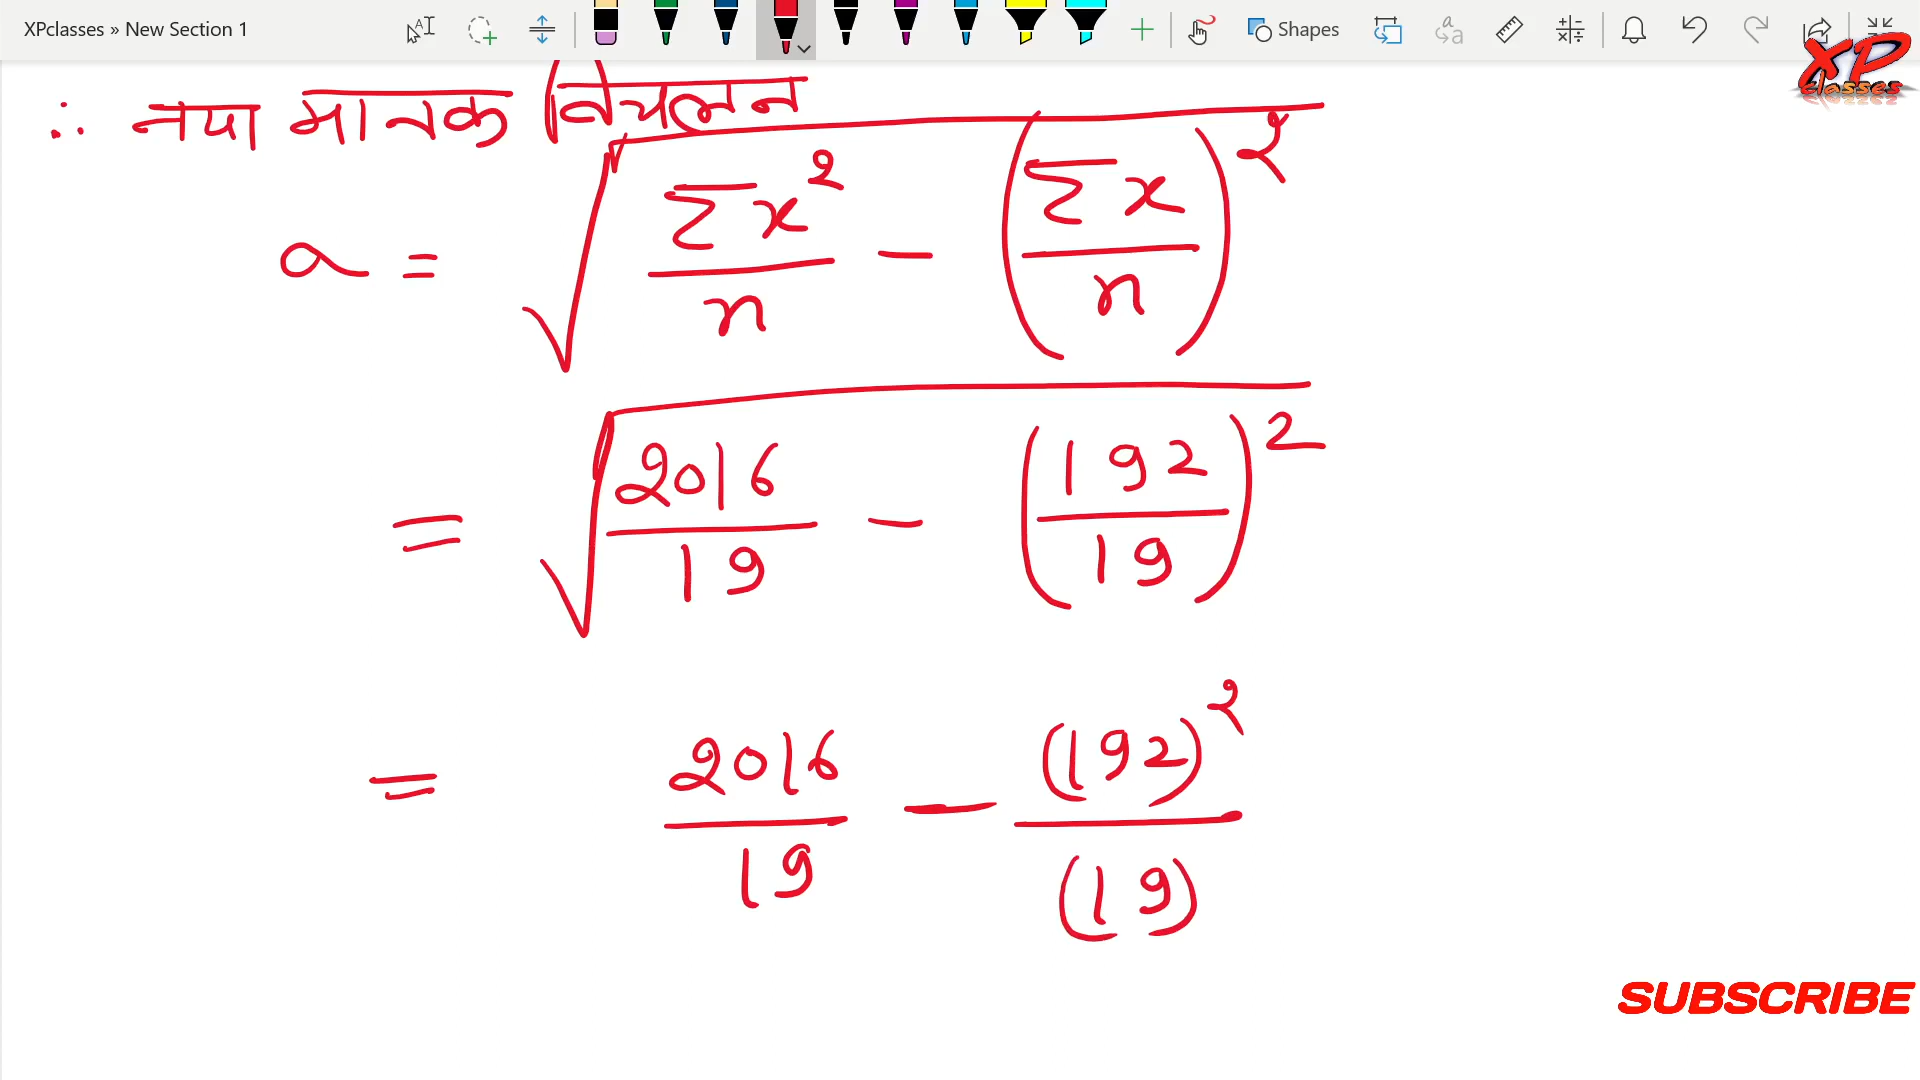 XPclasses » New Section 1
Shapes
XP
classes
∴ नया मानक विचलन
σ = √(Σx²/n − (Σx/n)²)
= √(2016/19 − (192/19)²)
= 2016/19 − (192)²/(19)
SUBSCRIBE